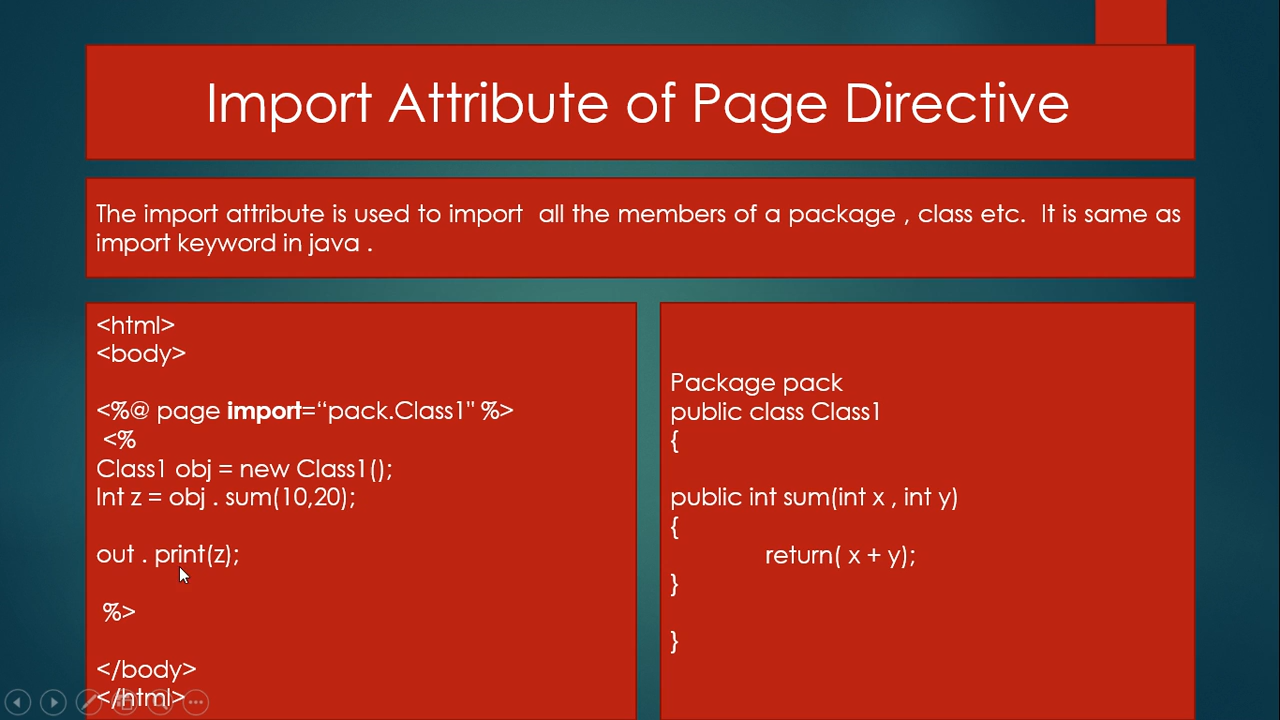 Import Attribute of Page Directive
The import attribute is used to import  all the members of a package , class etc.  It is same as
import keyword in java .
<html>
<body>
<%@ page import=“pack.Class1" %>
<%
Class1 obj = new Class1();
Int z = obj . sum(10,20);
out . print(z);
%>
</body>
</html>
Package pack
public class Class1
{
public int sum(int x , int y)
{
return( x + y);
}
}